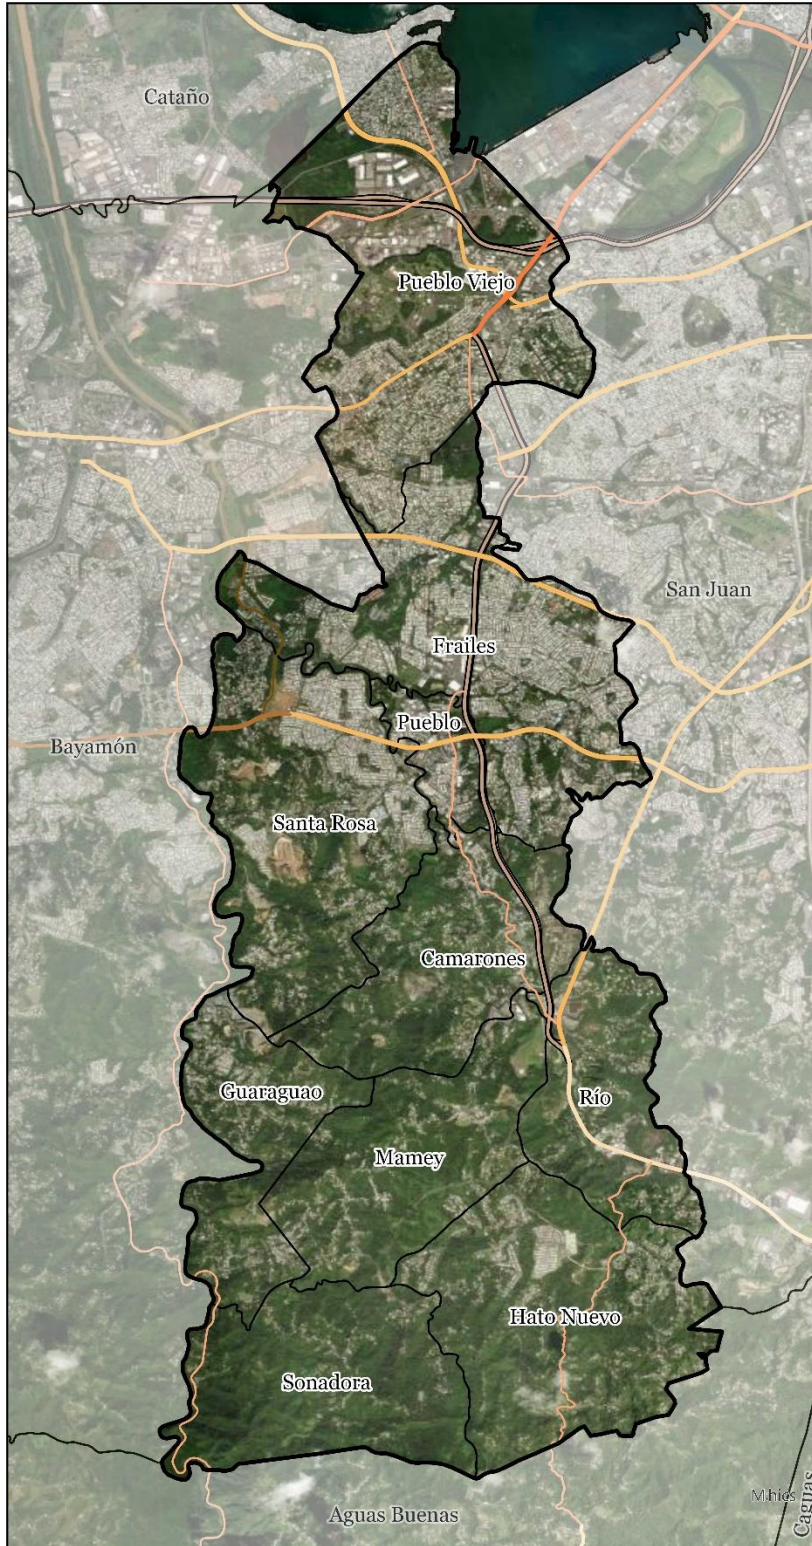 Cataño
Pueblo Viejo
San Juan
Frailes
Pueblo
Bayamón
Santa Rosa
Camarones
Guaraguao
Río
Mamey
Hato Nuevo
Sonadora
Aguas Buenas
Caguas